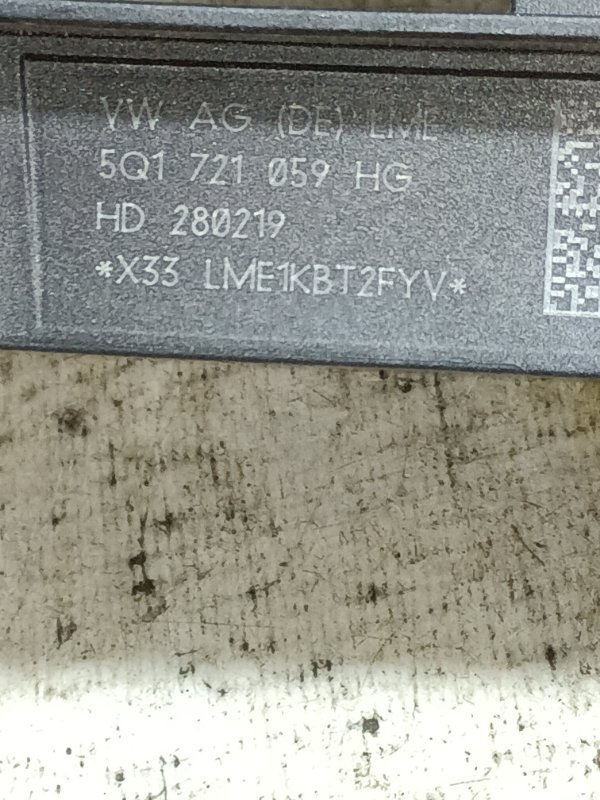 VW AG (DE) LME
5Q1 721 059 HG
HD 280219
*X33 LME1KBT2FYV*